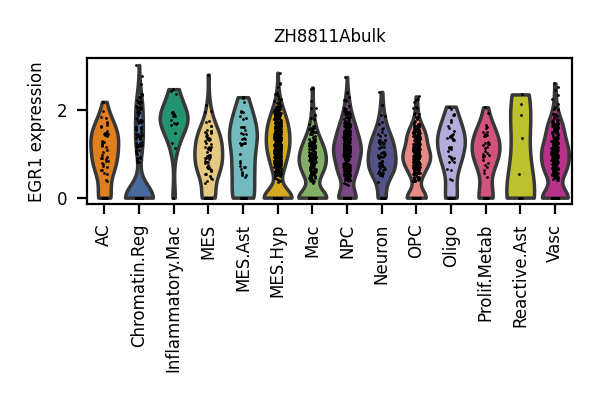 ZH8811Abulk
EGR1 expression
2
0
AC
Chromatin.Reg
Inflammatory.Mac
MES
MES.Ast
MES.Hyp
Mac
NPC
Neuron
OPC
Oligo
Prolif.Metab
Reactive.Ast
Vasc